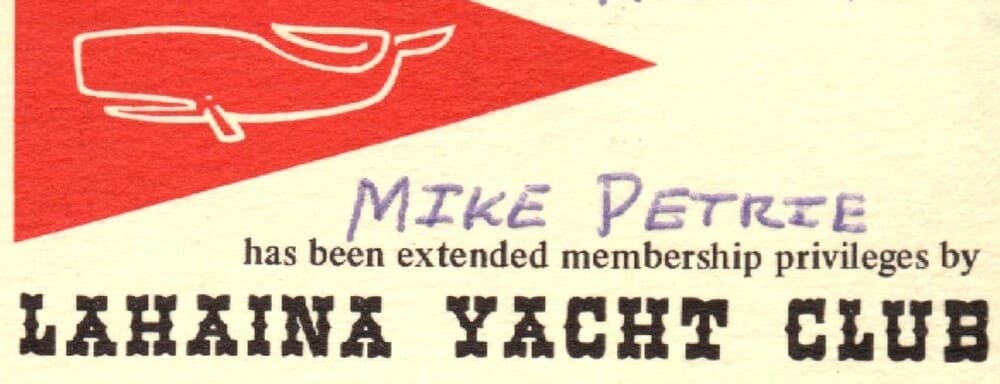 MIKE PETRIE
has been extended membership privileges by
LAHAINA YACHT CLUB